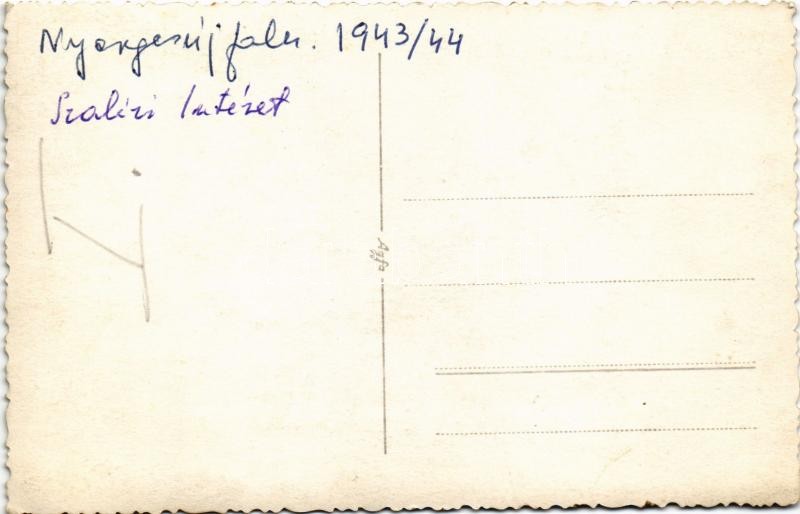 Nyergesújfalu. 1943/44
Szalézi Intézet
Agfa